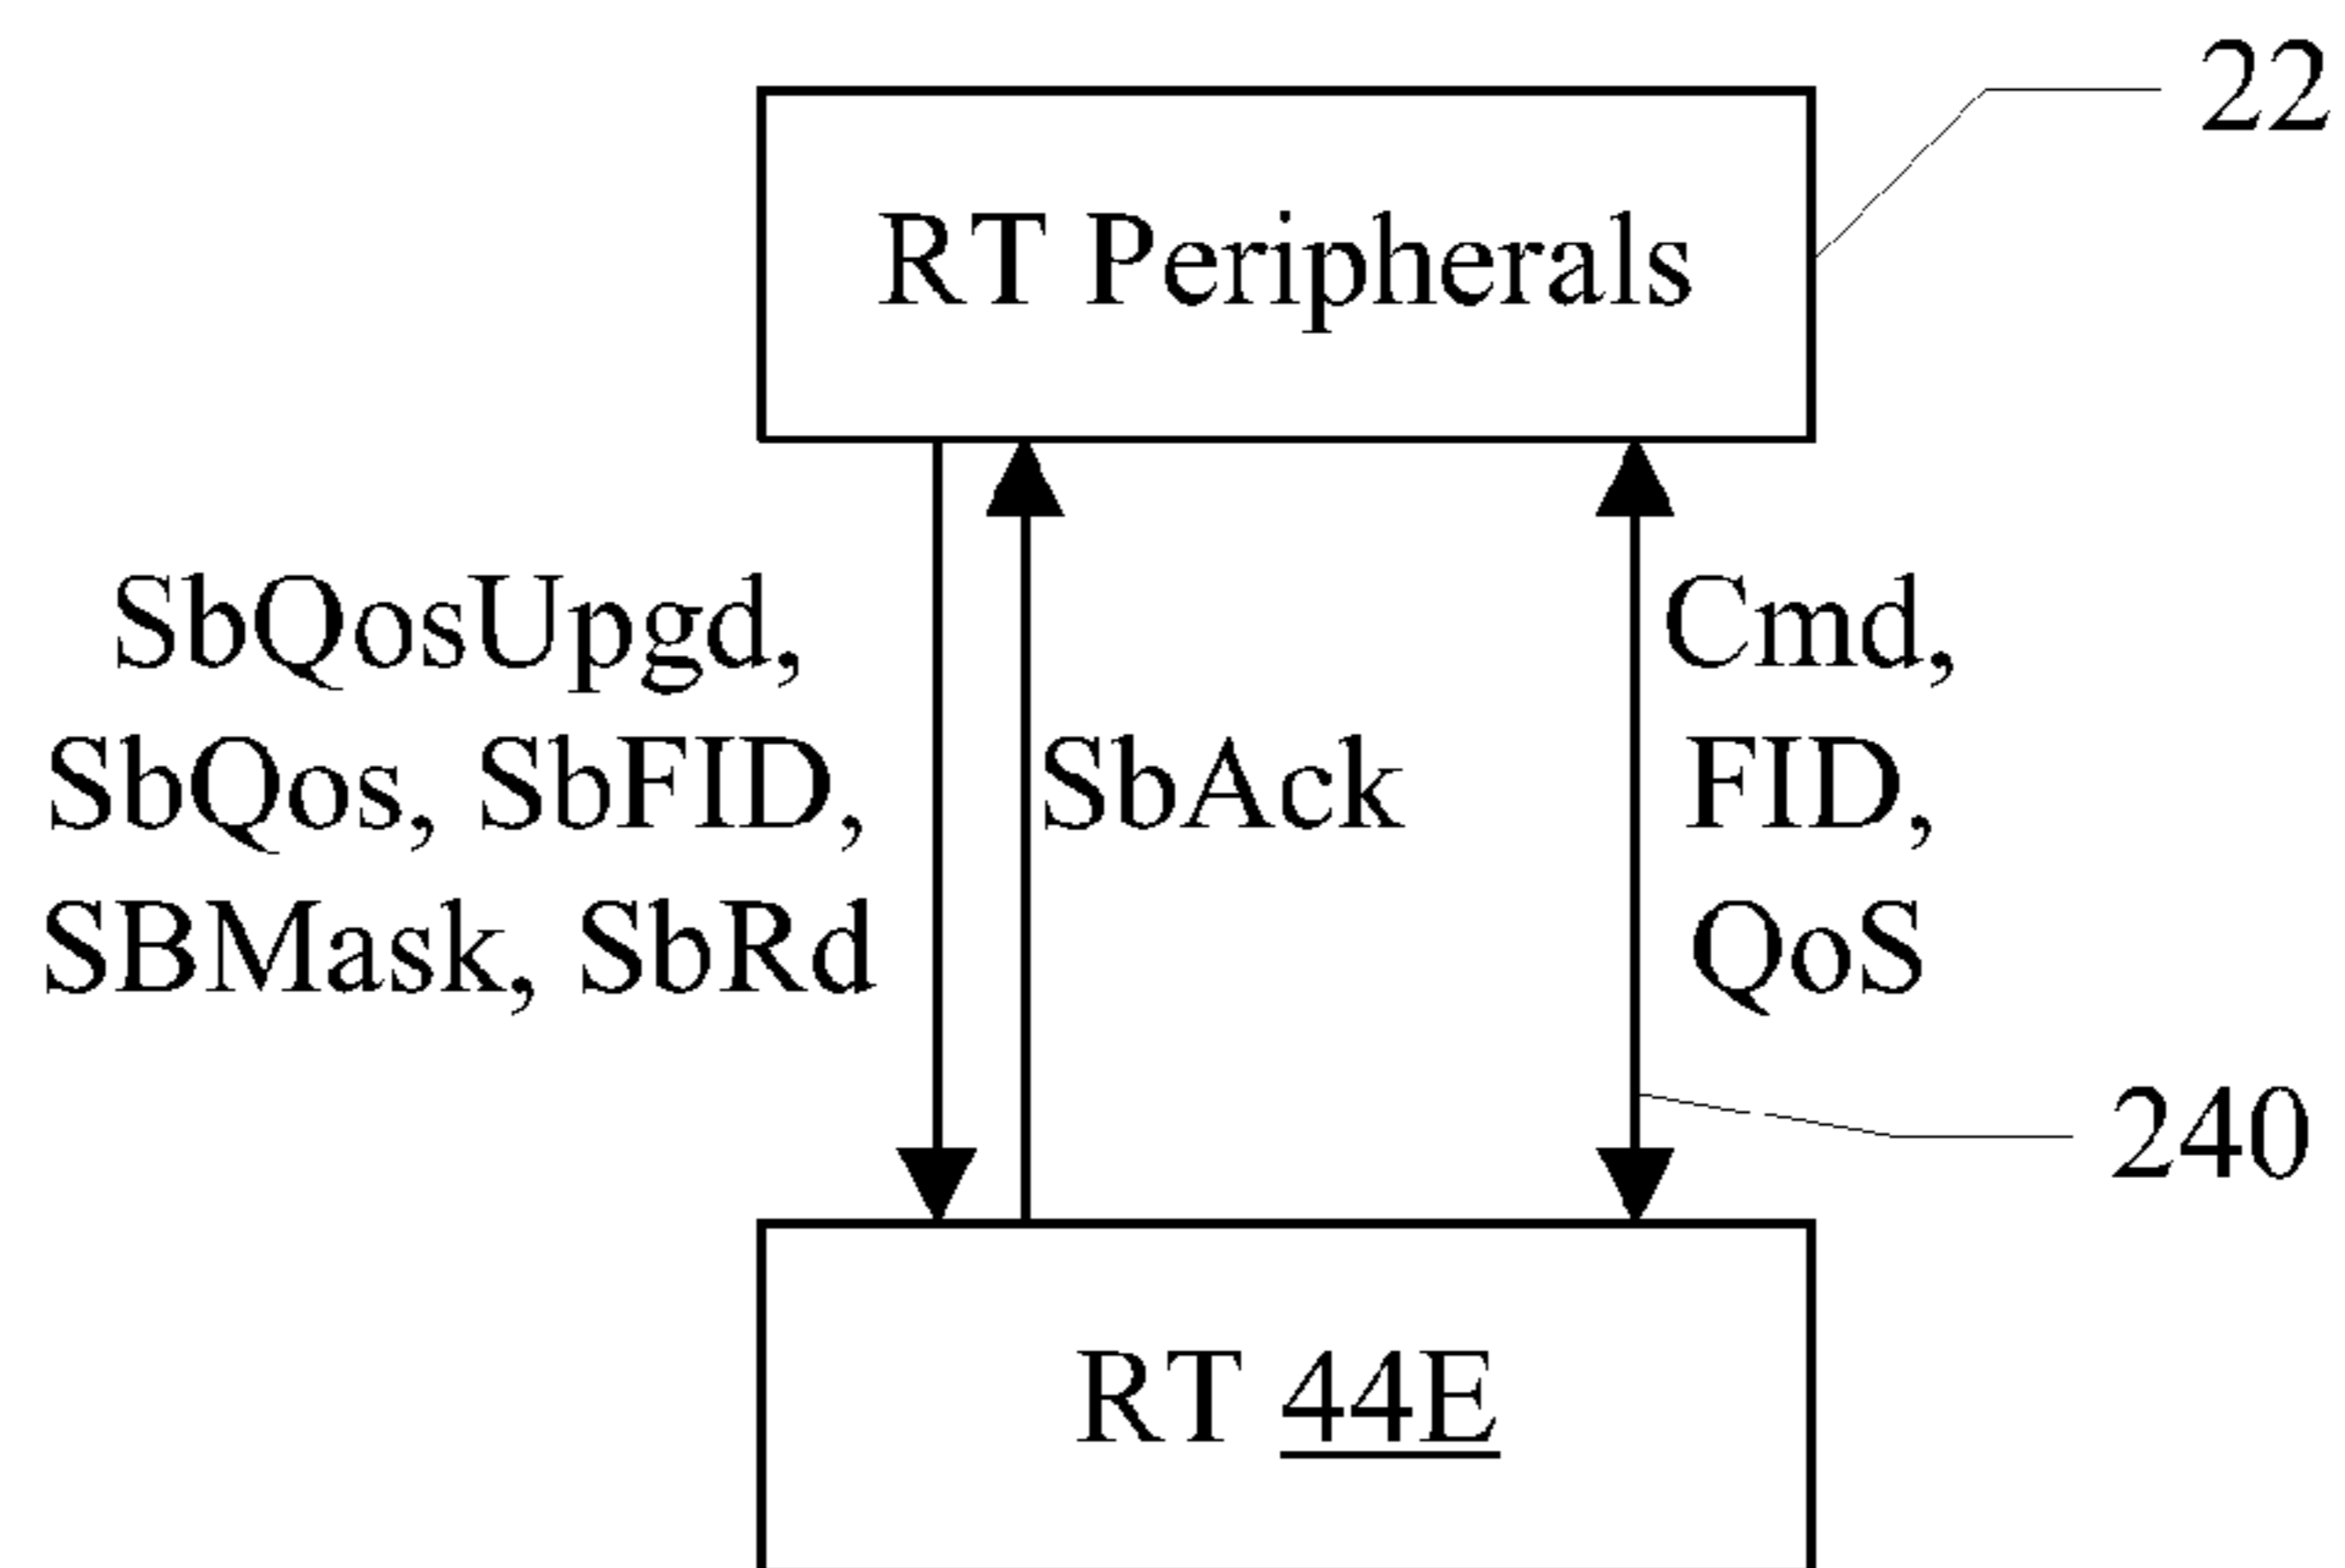 22
RT Peripherals
SbQosUpgd,
SbQos, SbFID,
SBMask, SbRd
SbAck
Cmd,
FID,
QoS
240
RT 44E